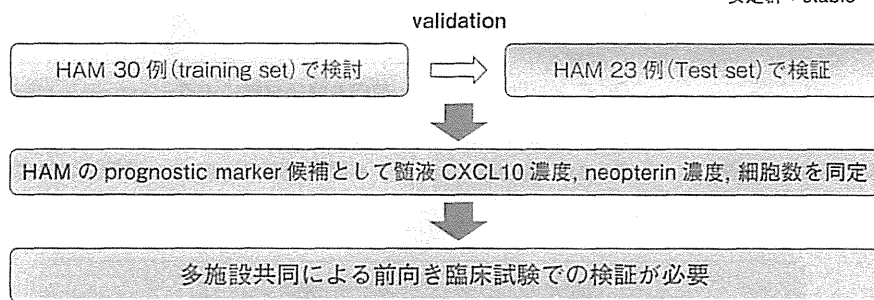 validation
HAM 30 例(training set)で検討
HAM 23 例(Test set)で検証
HAM の prognostic marker 候補として髄液 CXCL10 濃度, neopterin 濃度, 細胞数を同定
多施設共同による前向き臨床試験での検証が必要